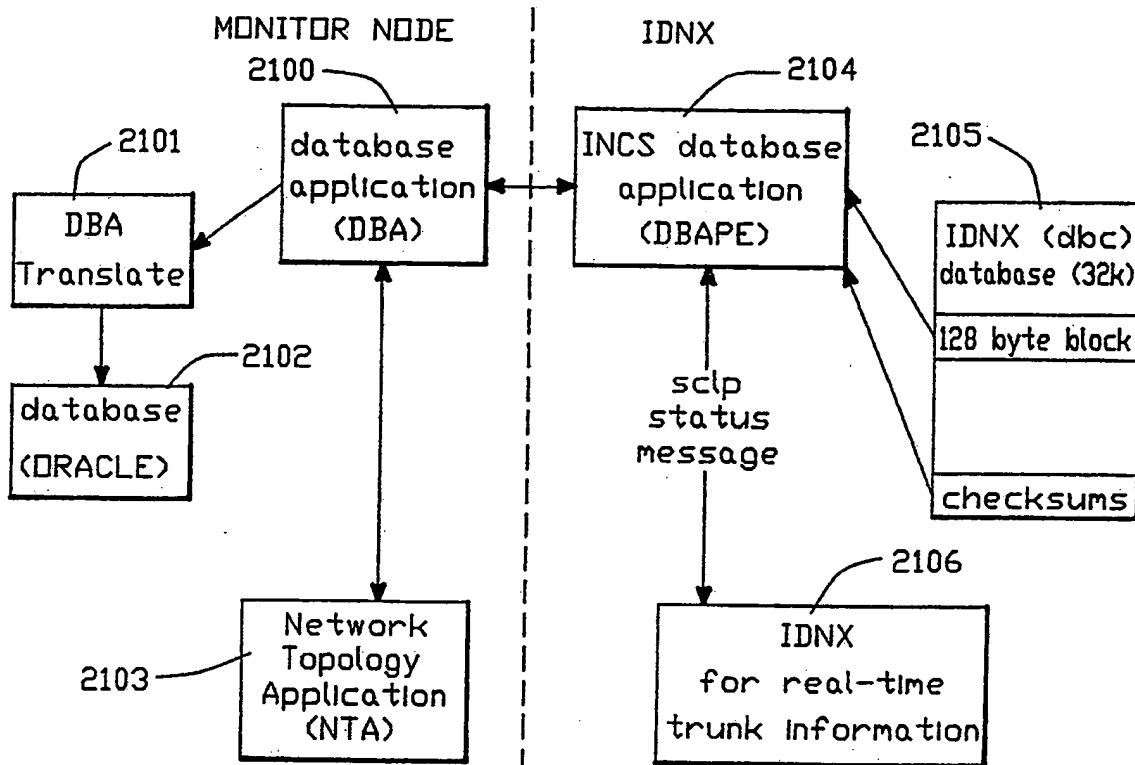 MONITOR NODE
IDNX
2100
2104
2101
2105
database
application
(DBA)
INCS database
application
(DBAPE)
DBA
Translate
IDNX (dbc)
database (32k)
128 byte block
checksums
2102
database
(ORACLE)
sclp
status
message
2106
2103
Network
Topology
Application
(NTA)
IDNX
for real-time
trunk information